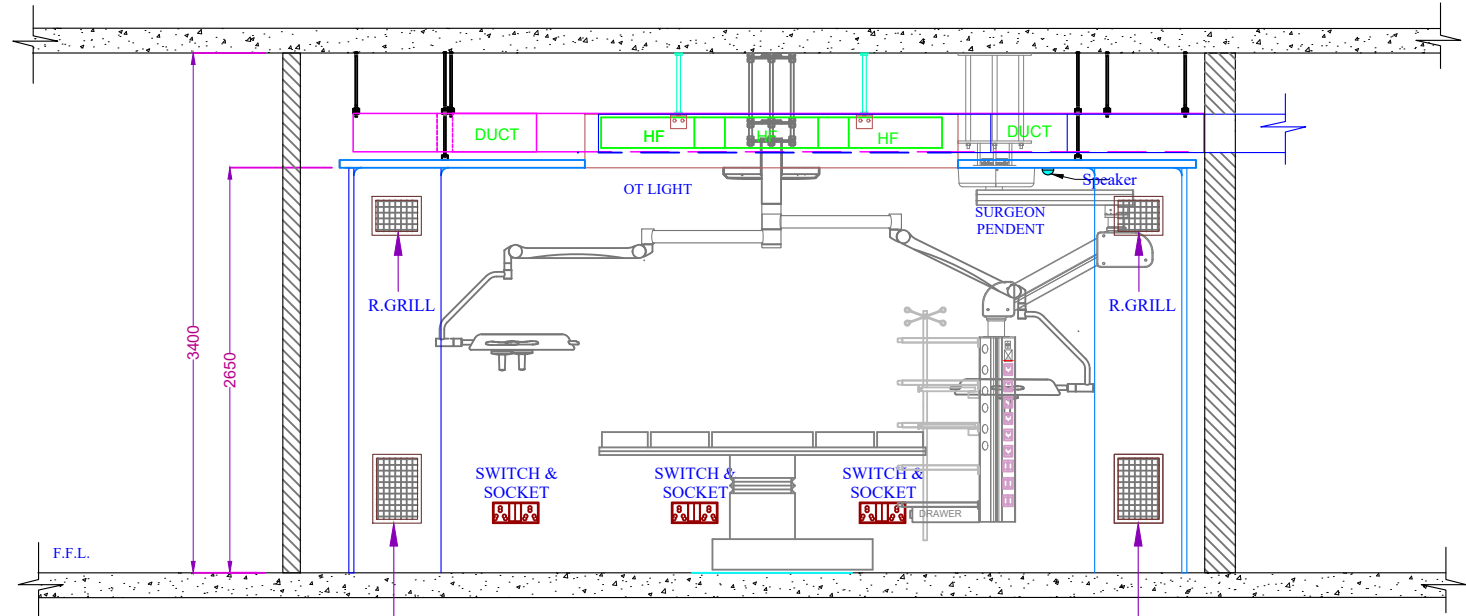 DUCT
HF
HF
HF
DUCT
OT LIGHT
Speaker
SURGEON
PENDENT
R.GRILL
R.GRILL
3400
2650
SWITCH &
SOCKET
SWITCH &
SOCKET
SWITCH &
SOCKET
DRAWER
F.F.L.